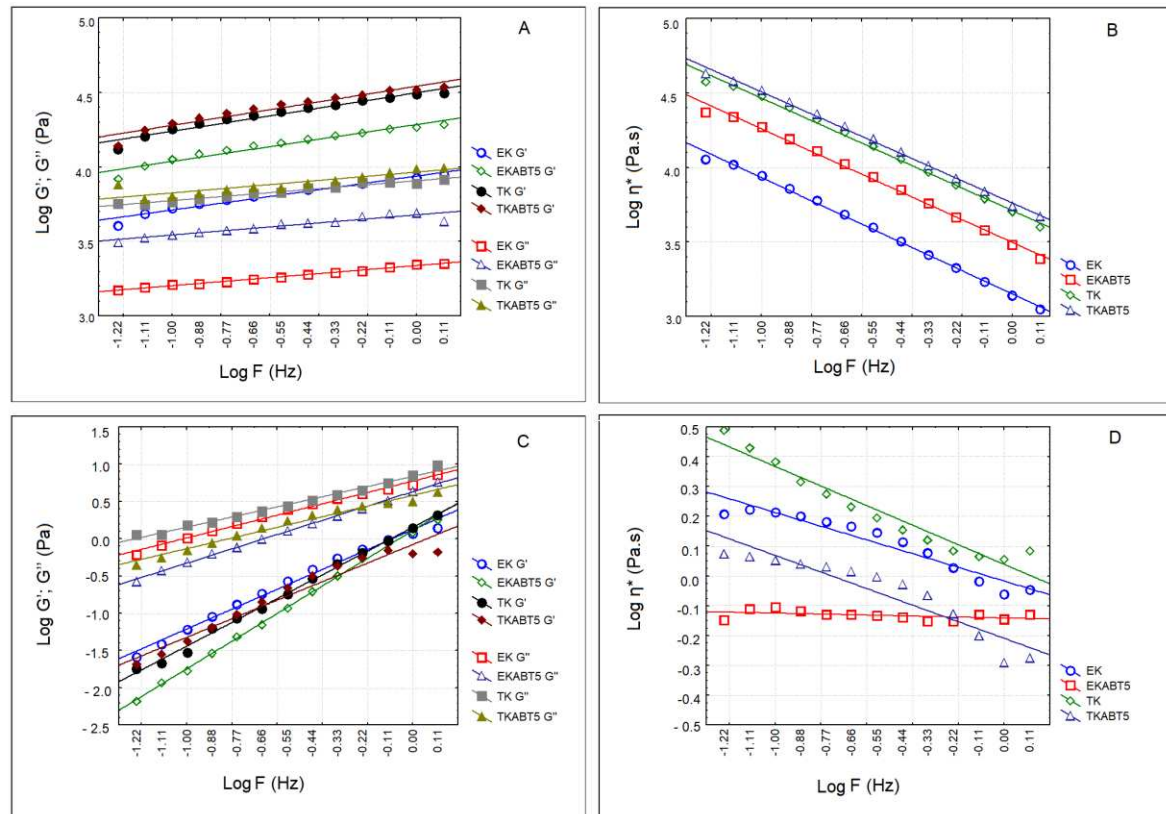 A
5.0
4.5
4.0
3.5
3.0
Log G'; G'' (Pa)
-1.22
-1.11
-1.00
-0.88
-0.77
-0.66
-0.55
-0.44
-0.33
-0.22
-0.11
0.00
0.11
Log F (Hz)
EK G'
EKABT5 G'
TK G'
TKABT5 G'
EK G''
EKABT5 G''
TK G''
TKABT5 G''
B
5.0
4.5
4.0
3.5
3.0
Log η* (Pa.s)
-1.22
-1.11
-1.00
-0.88
-0.77
-0.66
-0.55
-0.44
-0.33
-0.22
-0.11
0.00
0.11
Log F (Hz)
EK
EKABT5
TK
TKABT5
C
1.5
1.0
0.5
0.0
-0.5
-1.0
-1.5
-2.0
-2.5
Log G'; G'' (Pa)
-1.22
-1.11
-1.00
-0.88
-0.77
-0.66
-0.55
-0.44
-0.33
-0.22
-0.11
0.00
0.11
Log F (Hz)
EK G'
EKABT5 G'
TK G'
TKABT5 G'
EK G''
EKABT5 G''
TK G''
TKABT5 G''
D
0.5
0.4
0.3
0.2
0.1
0.0
-0.1
-0.2
-0.3
-0.4
-0.5
Log η* (Pa.s)
-1.22
-1.11
-1.00
-0.88
-0.77
-0.66
-0.55
-0.44
-0.33
-0.22
-0.11
0.00
0.11
Log F (Hz)
EK
EKABT5
TK
TKABT5